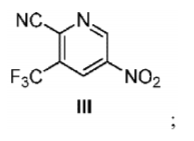 NC N
F₃C NO₂
III
;